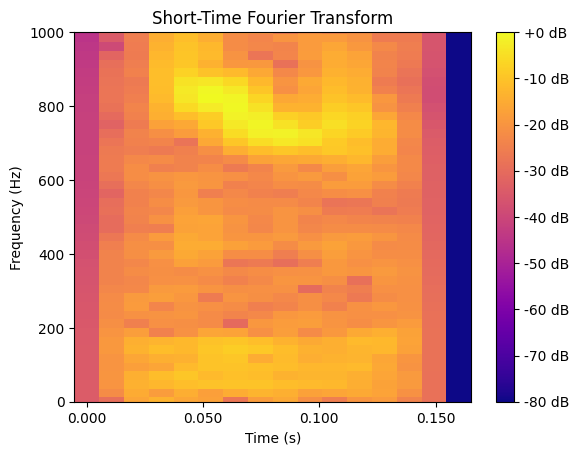 Short-Time Fourier Transform
1000
800
600
400
200
0
Frequency (Hz)
0.000
0.050
0.100
0.150
Time (s)
+0 dB
-10 dB
-20 dB
-30 dB
-40 dB
-50 dB
-60 dB
-70 dB
-80 dB